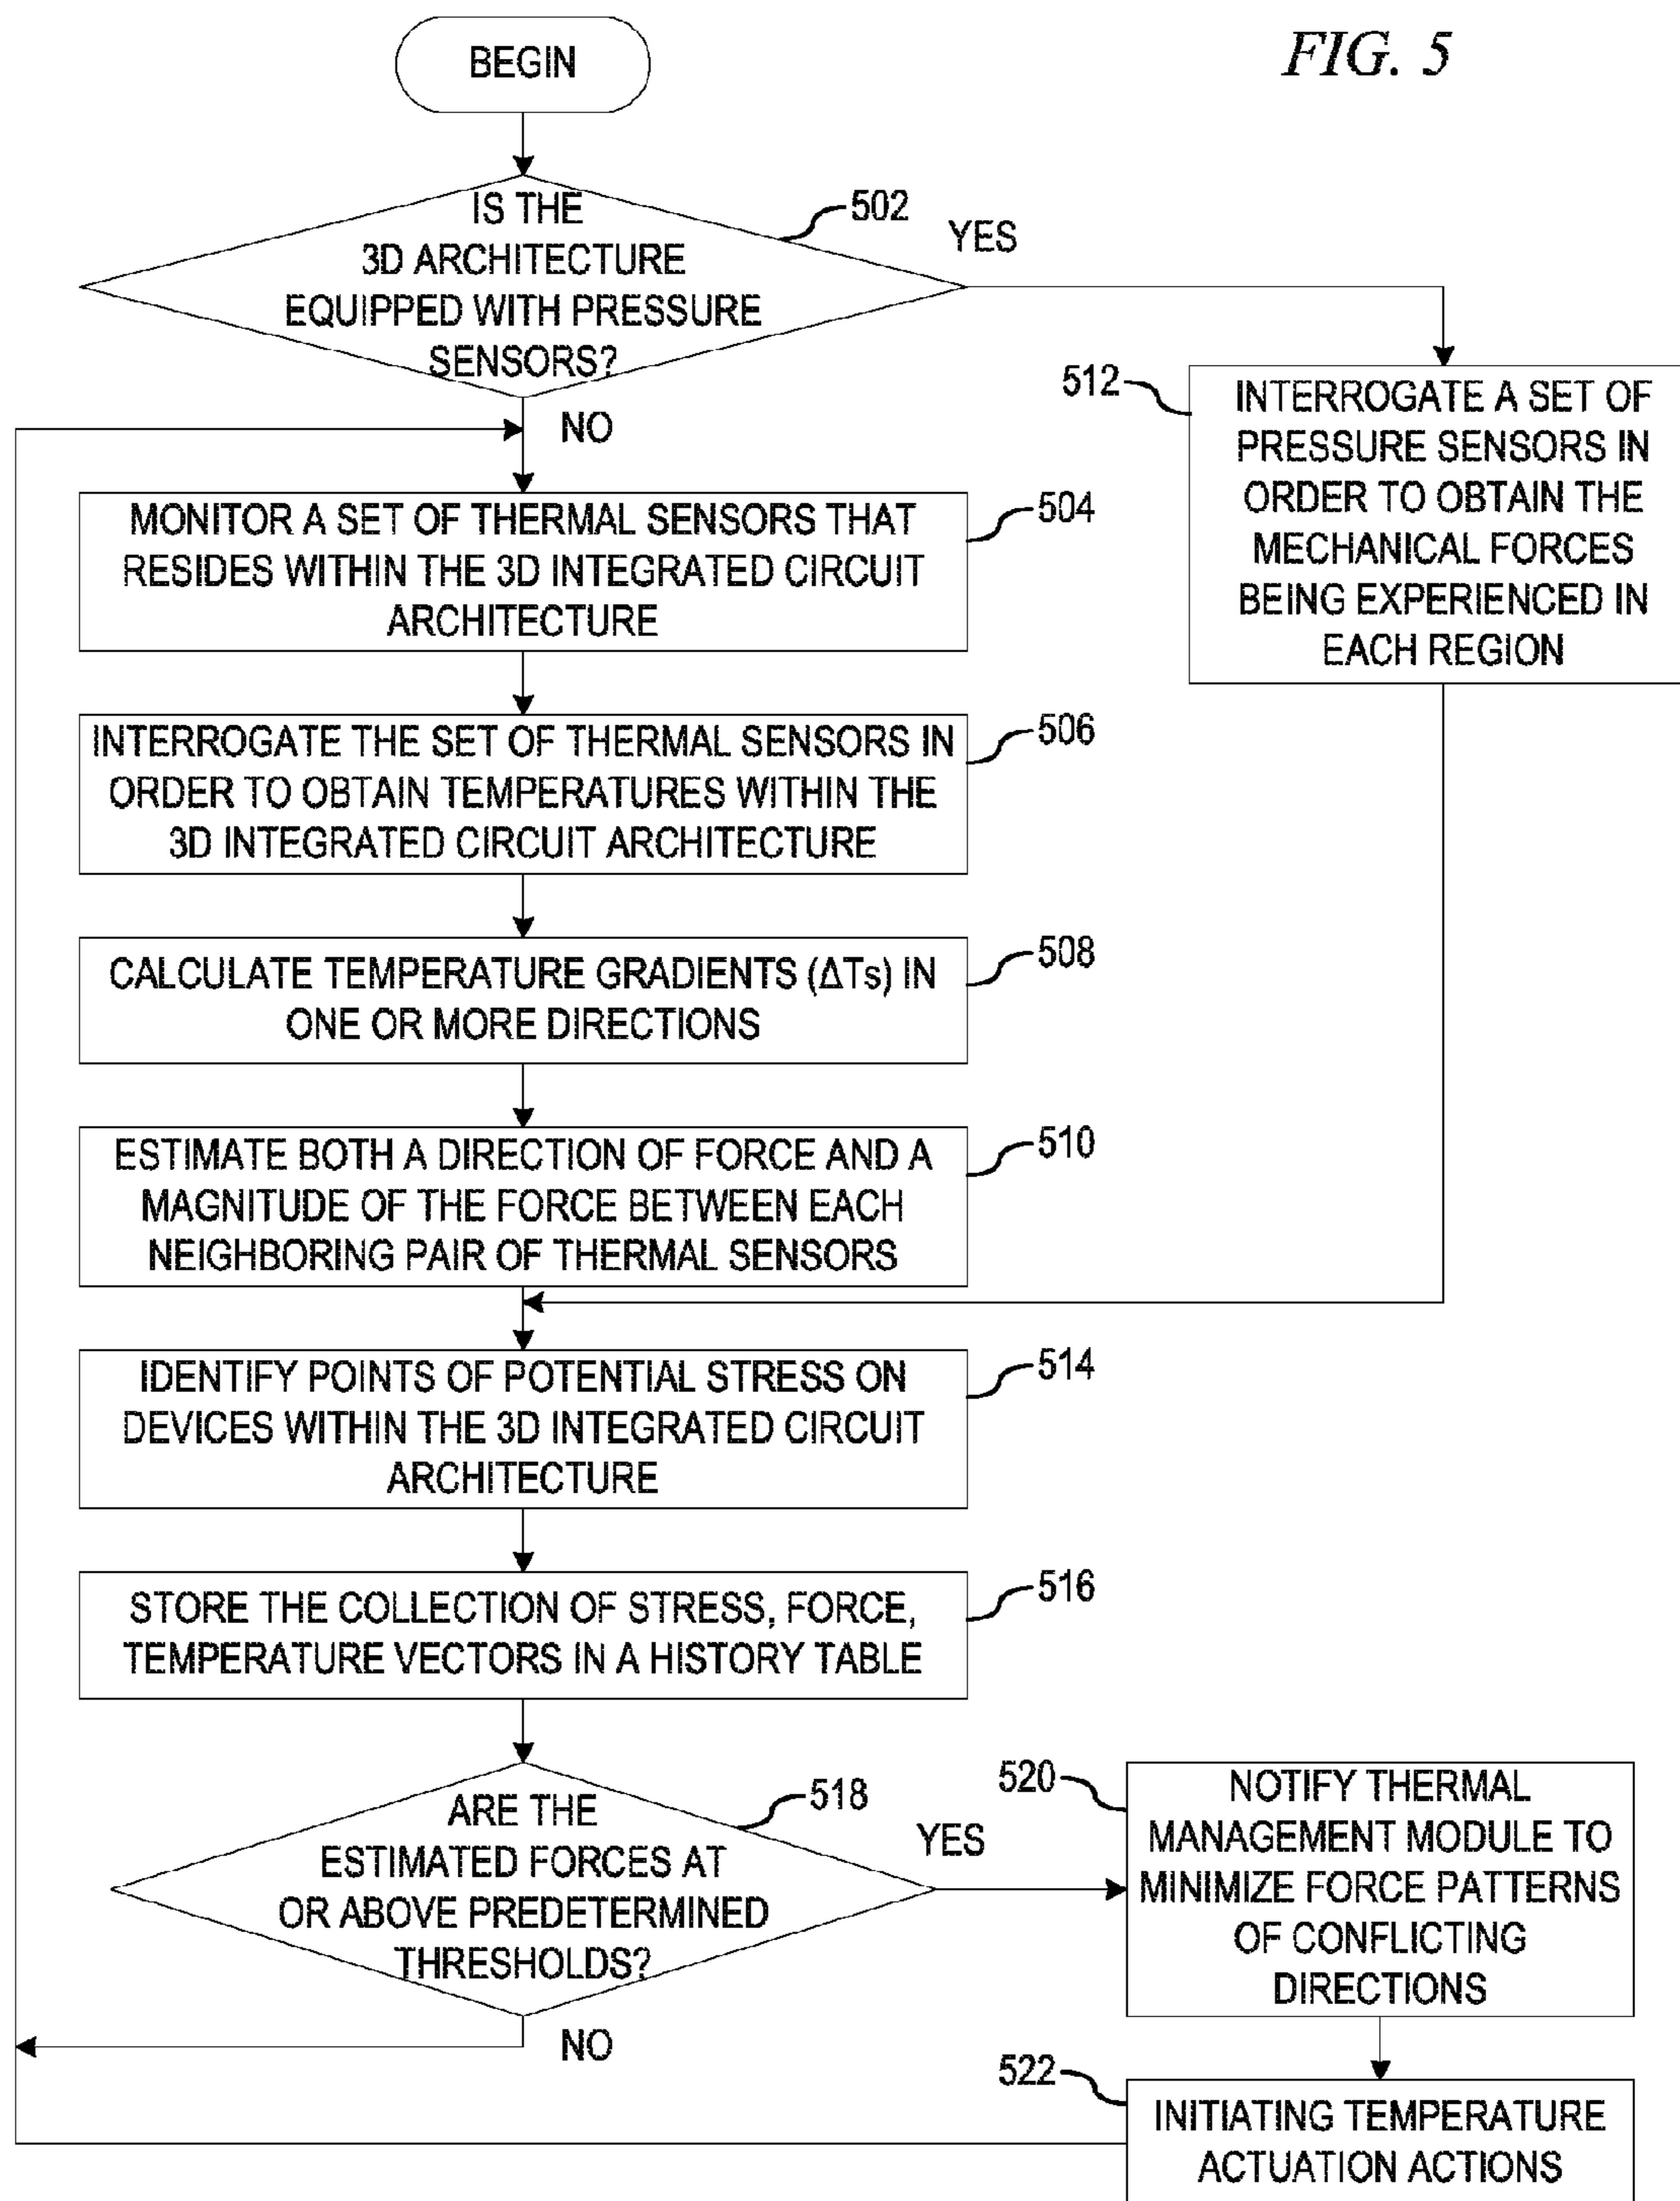 FIG. 5
BEGIN
IS THE
3D ARCHITECTURE
EQUIPPED WITH PRESSURE
SENSORS?
502
YES
NO
512
INTERROGATE A SET OF
PRESSURE SENSORS IN
ORDER TO OBTAIN THE
MECHANICAL FORCES
BEING EXPERIENCED IN
EACH REGION
MONITOR A SET OF THERMAL SENSORS THAT
RESIDES WITHIN THE 3D INTEGRATED CIRCUIT
ARCHITECTURE
504
INTERROGATE THE SET OF THERMAL SENSORS IN
ORDER TO OBTAIN TEMPERATURES WITHIN THE
3D INTEGRATED CIRCUIT ARCHITECTURE
506
CALCULATE TEMPERATURE GRADIENTS (ΔTs) IN
ONE OR MORE DIRECTIONS
508
ESTIMATE BOTH A DIRECTION OF FORCE AND A
MAGNITUDE OF THE FORCE BETWEEN EACH
NEIGHBORING PAIR OF THERMAL SENSORS
510
IDENTIFY POINTS OF POTENTIAL STRESS ON
DEVICES WITHIN THE 3D INTEGRATED CIRCUIT
ARCHITECTURE
514
STORE THE COLLECTION OF STRESS, FORCE,
TEMPERATURE VECTORS IN A HISTORY TABLE
516
ARE THE
ESTIMATED FORCES AT
OR ABOVE PREDETERMINED
THRESHOLDS?
518
YES
NO
520
NOTIFY THERMAL
MANAGEMENT MODULE TO
MINIMIZE FORCE PATTERNS
OF CONFLICTING
DIRECTIONS
522
INITIATING TEMPERATURE
ACTUATION ACTIONS